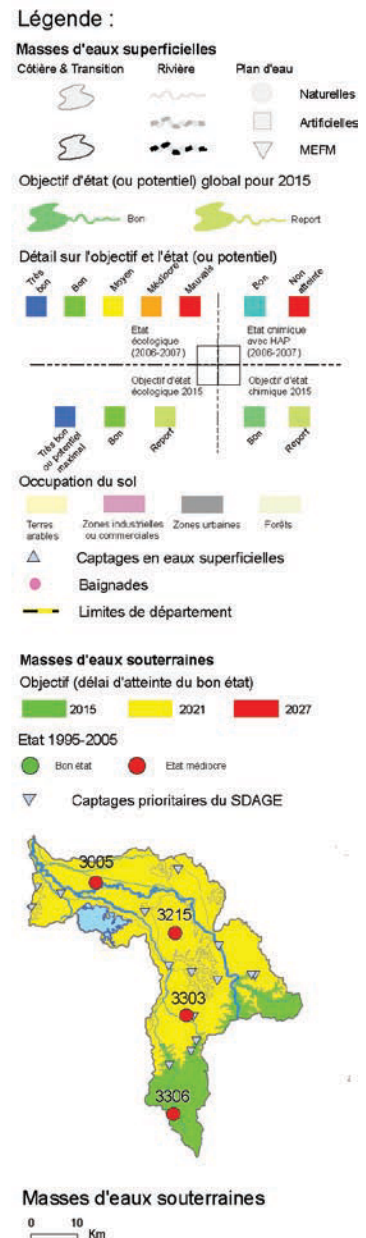 Légende :
Masses d'eaux superficielles
Côtière & Transition Rivière Plan d'eau
Naturelles
Artificielles
MEFM
Objectif d'état (ou potentiel) global pour 2015
Bon Report
Détail sur l'objectif et l'état (ou potentiel)
Très bon Bon Moyen Médiocre Mauvais Bon Non atteinte
Etat écologique (2006-2007) Etat chimique avec HAP (2006-2007)
Objectif d'état écologique 2015 Objectif d'état chimique 2015
Très bon ou potentiel maximal Bon Report Bon Report
Occupation du sol
Terres arables Zones industrielles ou commerciales Zones urbaines Forêts
Captages en eaux superficielles
Baignades
Limites de département
Masses d'eaux souterraines
Objectif (délai d'atteinte du bon état)
2015 2021 2027
Etat 1995-2005
Bon état Etat médiocre
Captages prioritaires du SDAGE
3005
3215
3303
3306
Masses d'eaux souterraines
0 10
Km